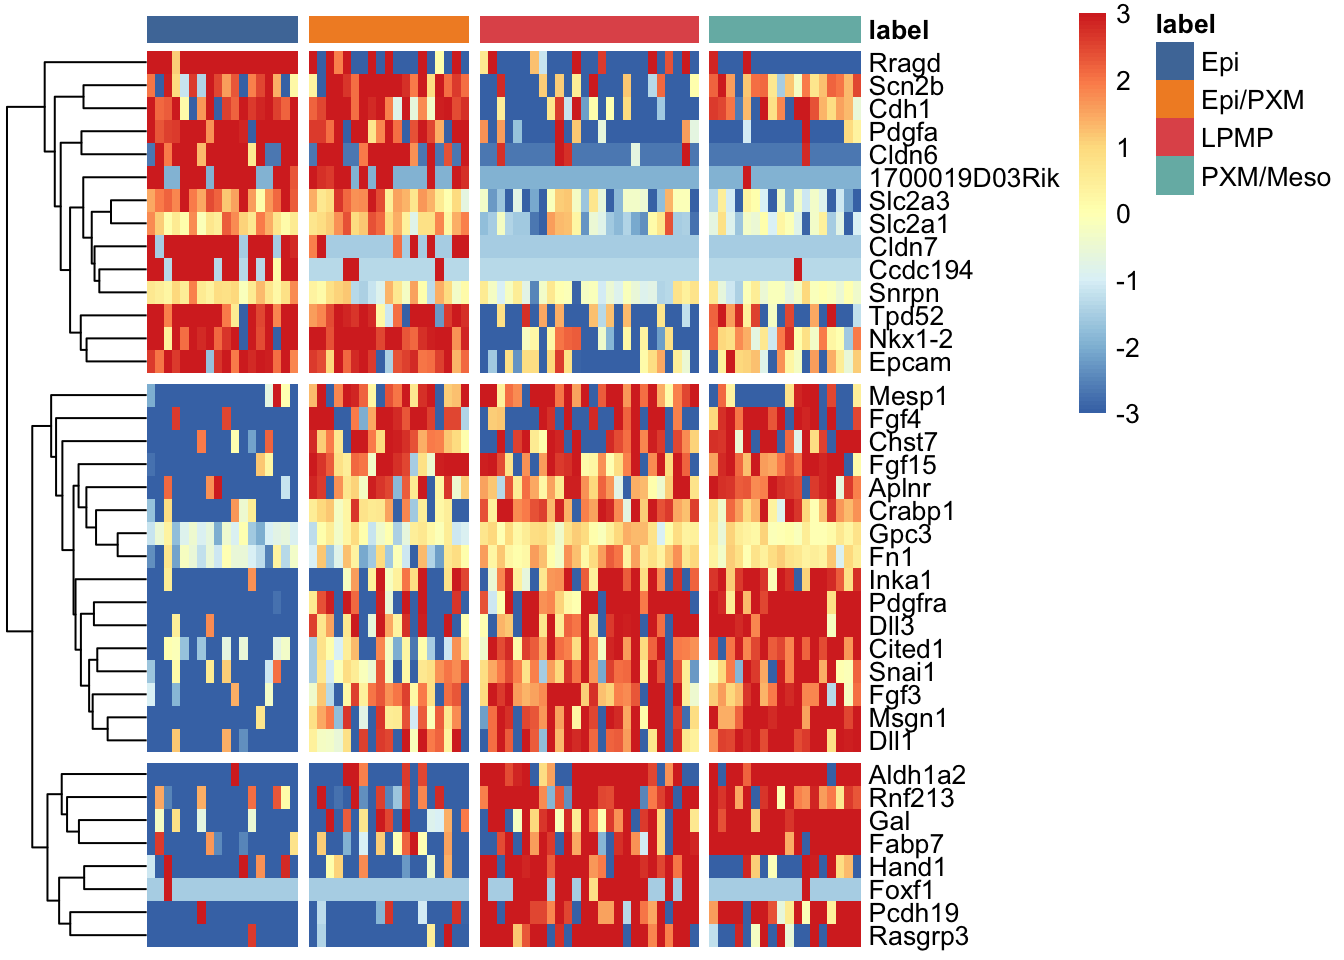 label
Rragd
Scn2b
Cdh1
Pdgfa
Cldn6
1700019D03Rik
Slc2a3
Slc2a1
Cldn7
Ccdc194
Snrpn
Tpd52
Nkx1-2
Epcam
Mesp1
Fgf4
Chst7
Fgf15
Aplnr
Crabp1
Gpc3
Fn1
Inka1
Pdgfra
Dll3
Cited1
Snai1
Fgf3
Msgn1
Dll1
Aldh1a2
Rnf213
Gal
Fabp7
Hand1
Foxf1
Pcdh19
Rasgrp3
3
2
1
0
-1
-2
-3
label
Epi
Epi/PXM
LPMP
PXM/Meso